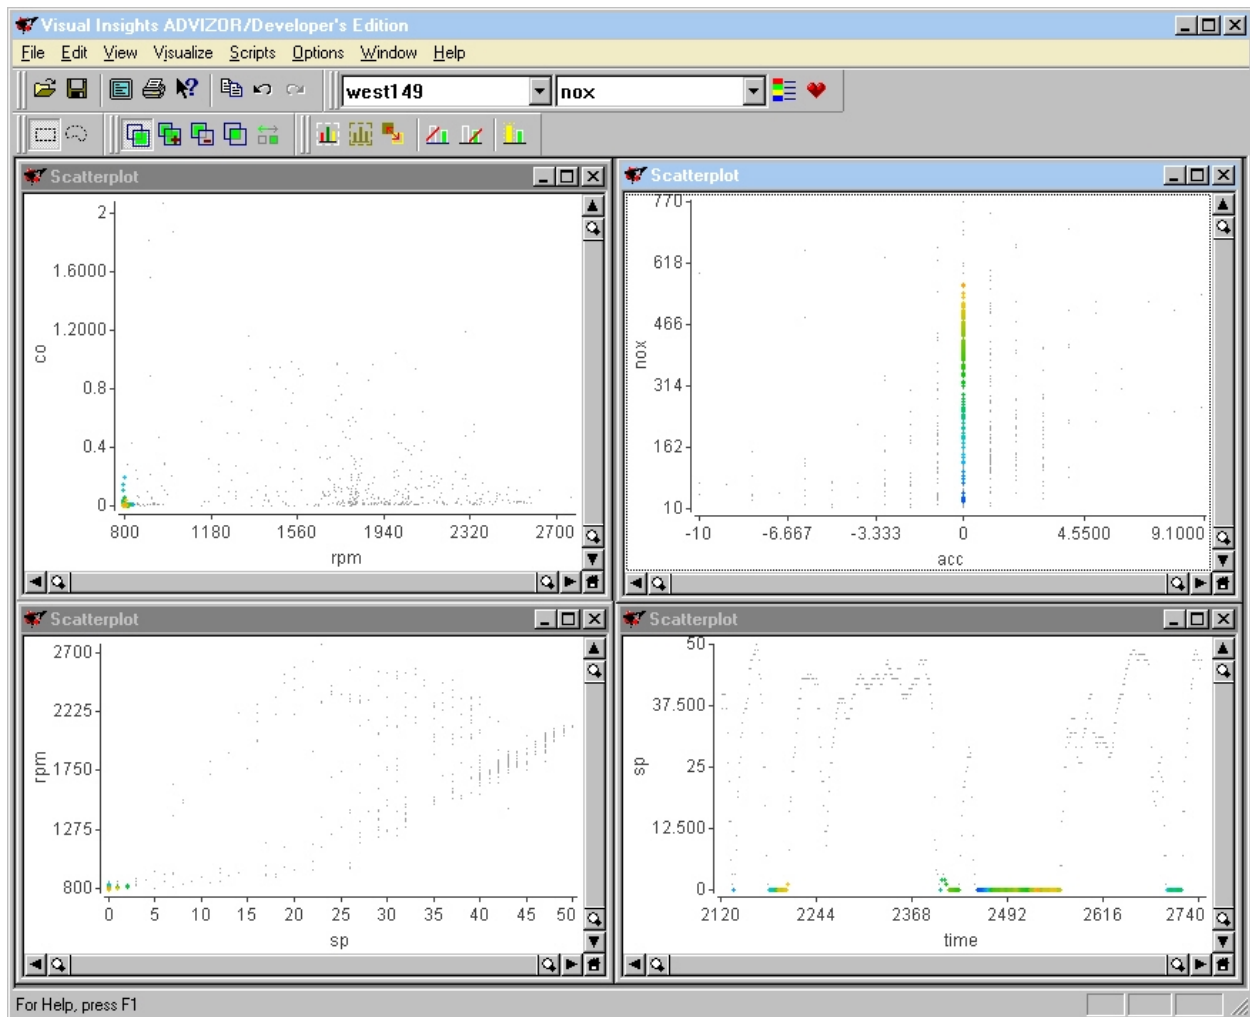 Visual Insights ADVIZOR/Developer's Edition
File Edit View Visualize Scripts Options Window Help
west149 nox
Scatterplot
2
1.6000
1.2000
0.8
0.4
0
co
800 1180 1560 1940 2320 2700
rpm
Scatterplot
770
618
466
314
162
10
nox
-10 -6.667 -3.333 0 4.5500 9.1000
acc
Scatterplot
2700
2225
1750
1275
800
rpm
0 5 10 15 20 25 30 35 40 45 50
sp
Scatterplot
50
37.500
25
12.500
0
sp
2120 2244 2368 2492 2616 2740
time
For Help, press F1